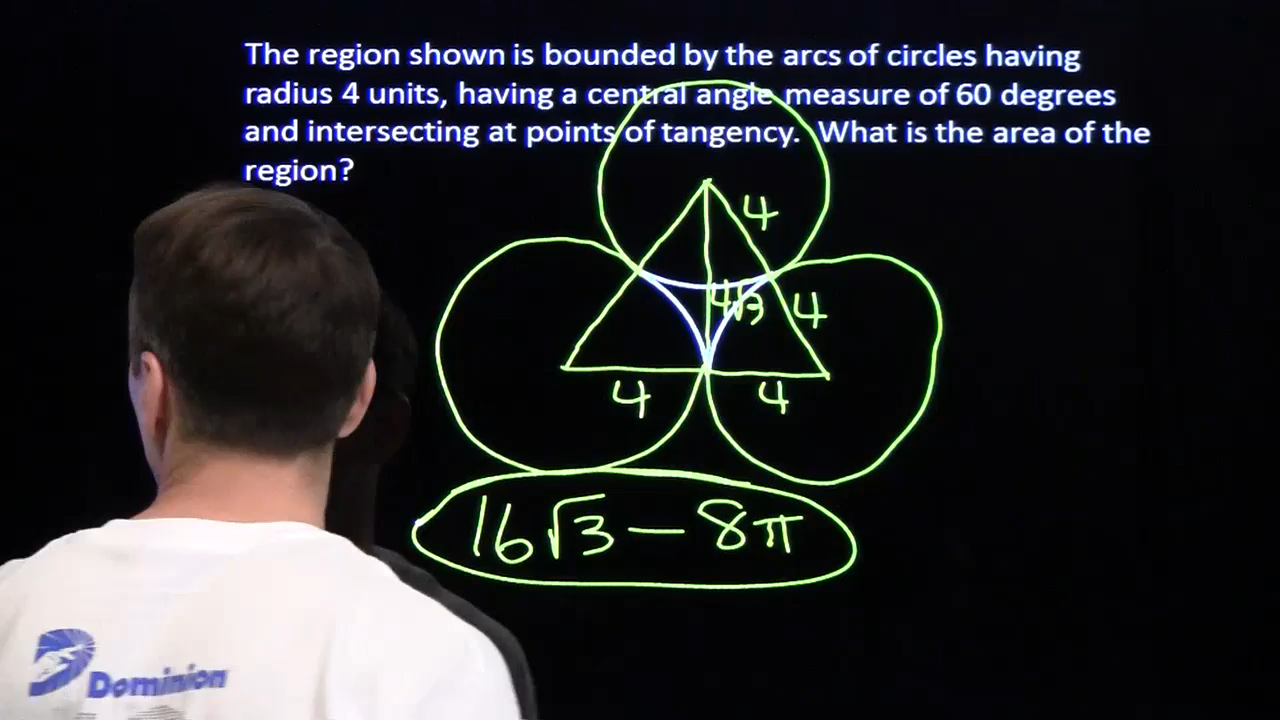 The region shown is bounded by the arcs of circles having
radius 4 units, having a central angle measure of 60 degrees
and intersecting at points of tangency. What is the area of the
region?
4
4√3
4
4
4
16√3 − 8π
Dominion